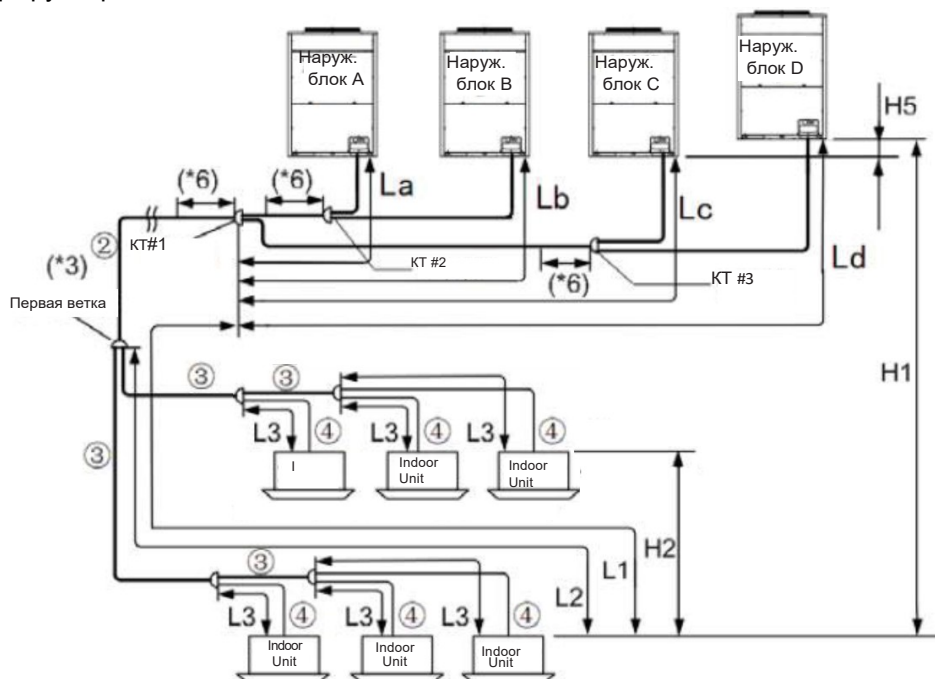 Наруж.
блок A
Наруж.
блок B
Наруж.
блок C
Наруж.
блок D
H5
(*6)
(*6)
La
Lb
Lc
Ld
②
КТ#1
КТ #2
(*3)
(*6)
КТ #3
Первая ветка
H1
③
③
L3
④
L3
④
L3
④
③
I
Indoor
Unit
Indoor
Unit
H2
L1
③
L2
L3
④
L3
④
L3
④
Indoor
Unit
Indoor
Unit
Indoor
Unit